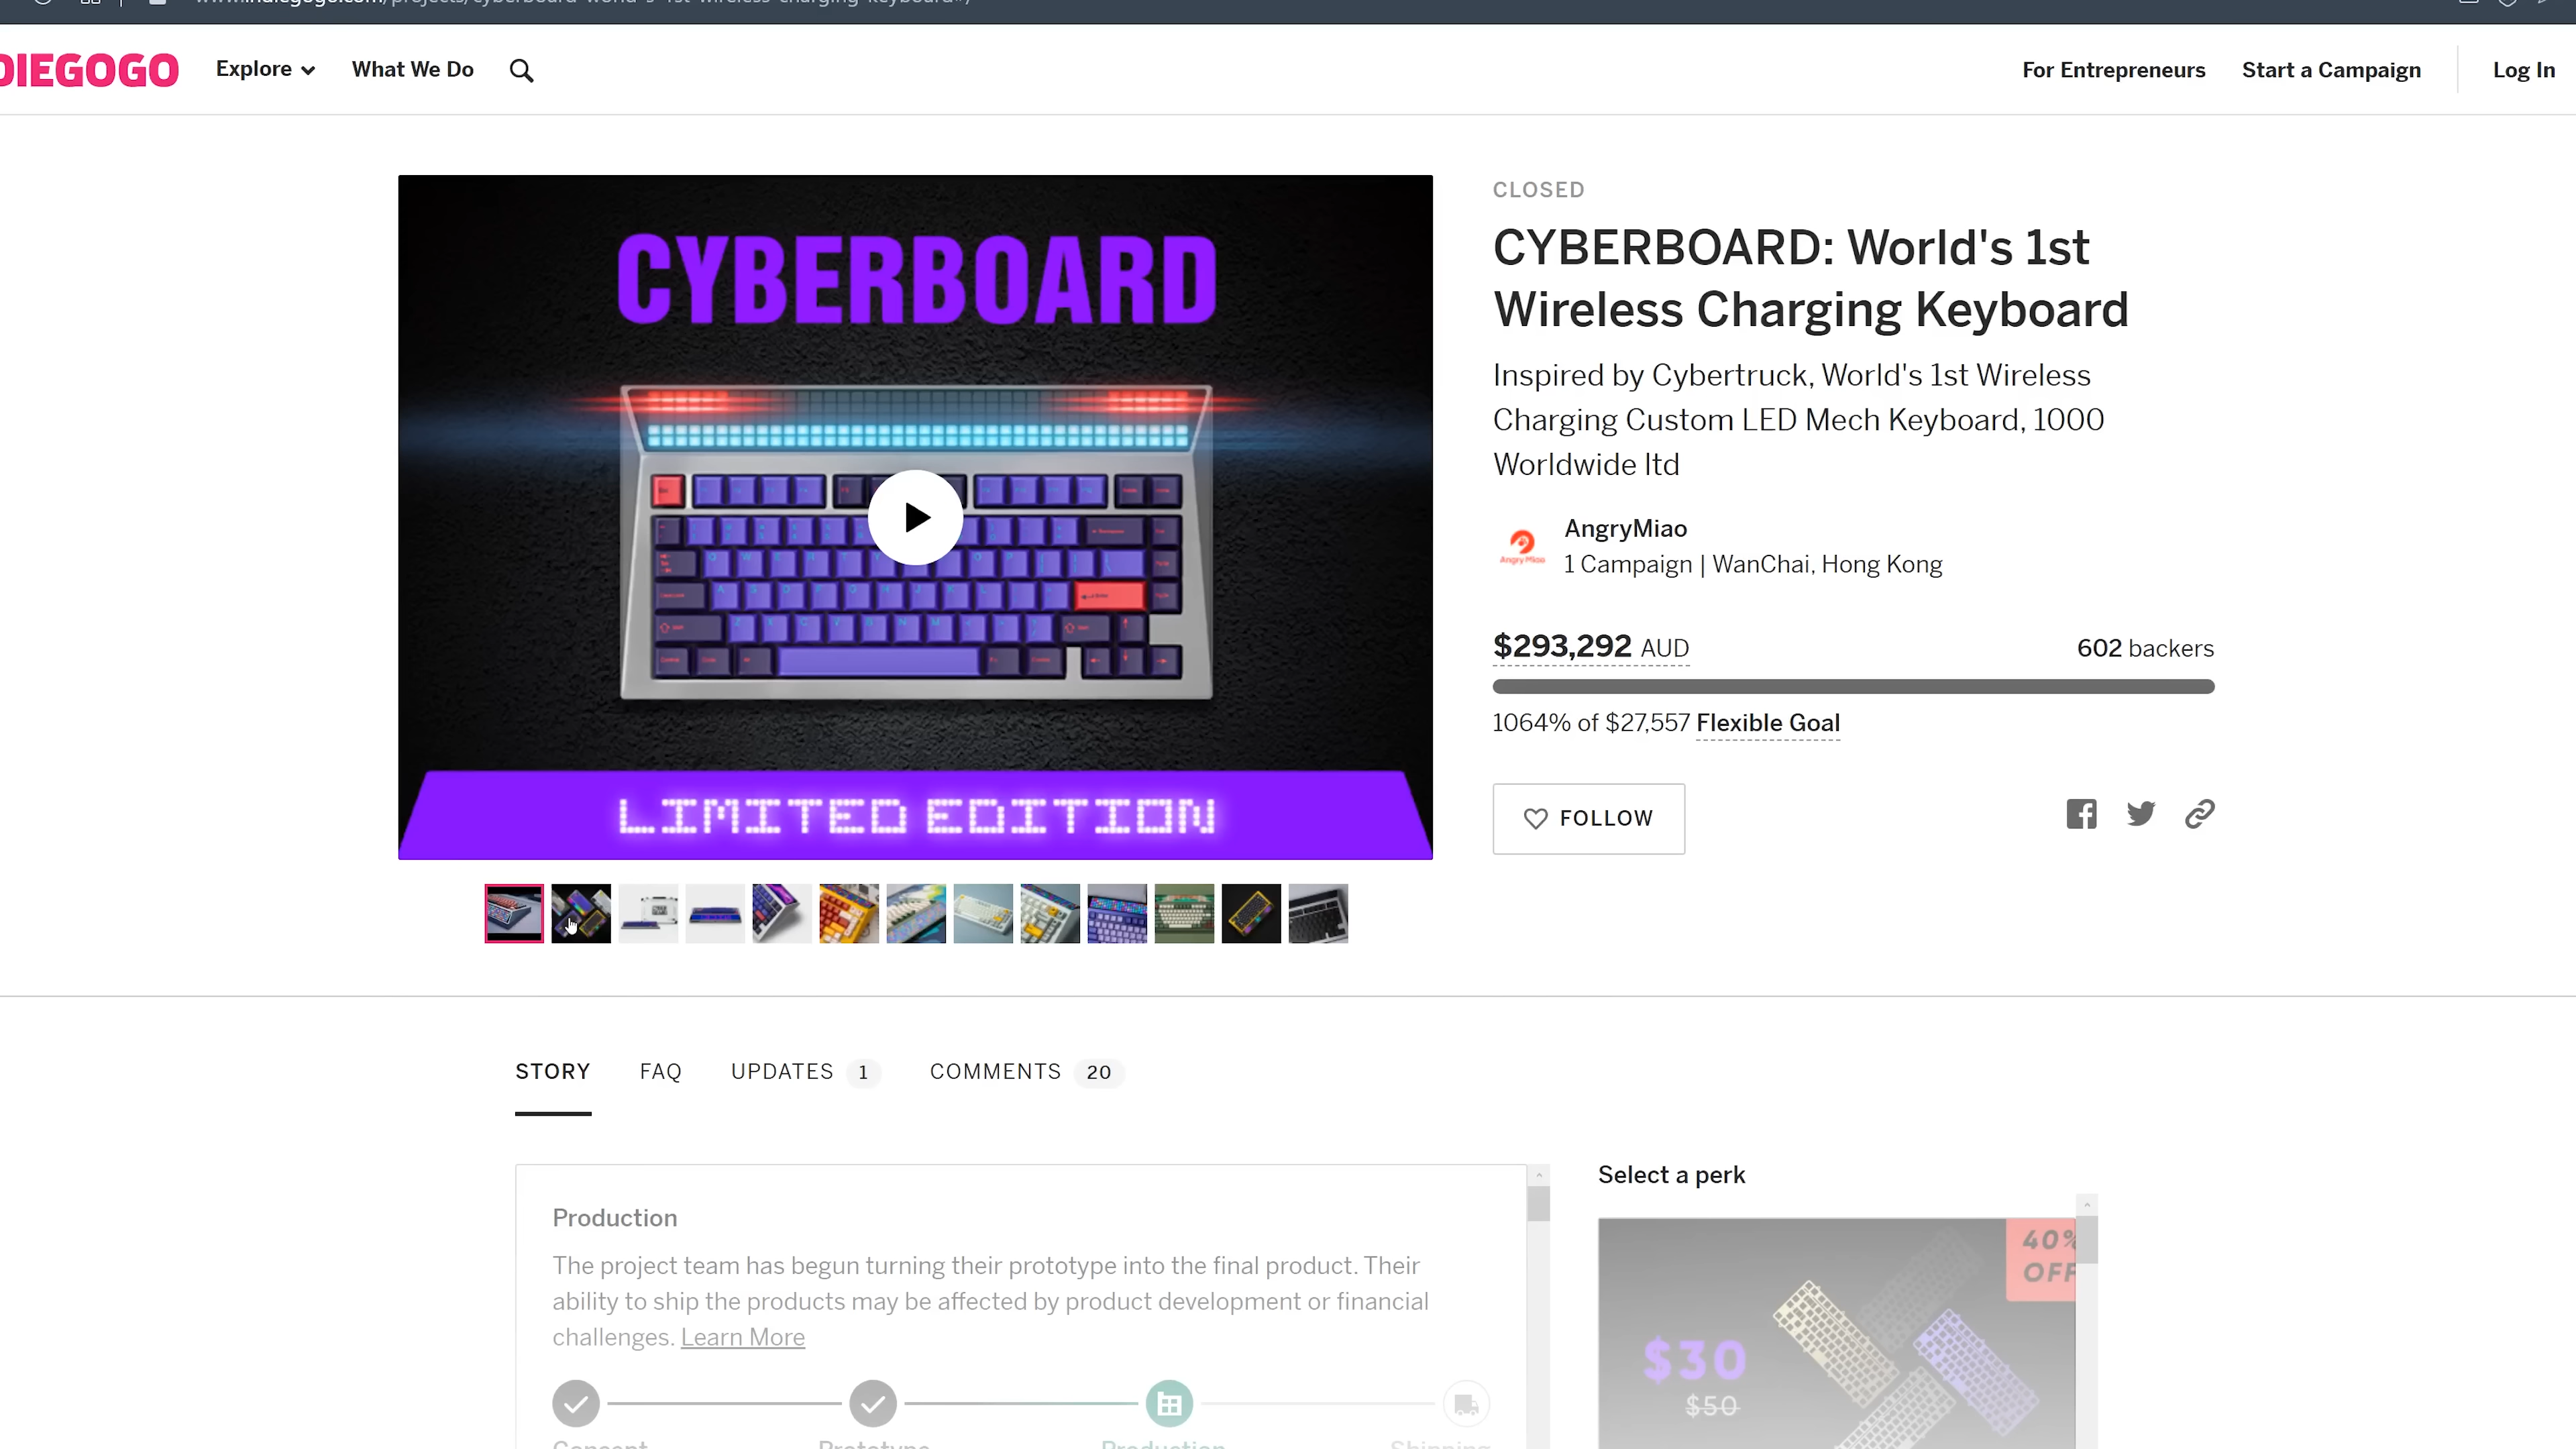 DIEGOGO
Explore
What We Do
For Entrepreneurs
Start a Campaign
Log In
CYBERBOARD
LIMITED EDITION
CLOSED
CYBERBOARD: World's 1st
Wireless Charging Keyboard
Inspired by Cybertruck, World's 1st Wireless
Charging Custom LED Mech Keyboard, 1000
Worldwide ltd
Angry Miao
AngryMiao
1 Campaign | WanChai, Hong Kong
$293,292 AUD
602 backers
1064% of $27,557 Flexible Goal
FOLLOW
STORY
FAQ
UPDATES 1
COMMENTS 20
Production
The project team has begun turning their prototype into the final product. Their
ability to ship the products may be affected by product development or financial
challenges. Learn More
Select a perk
40%
OFF
$30
$50